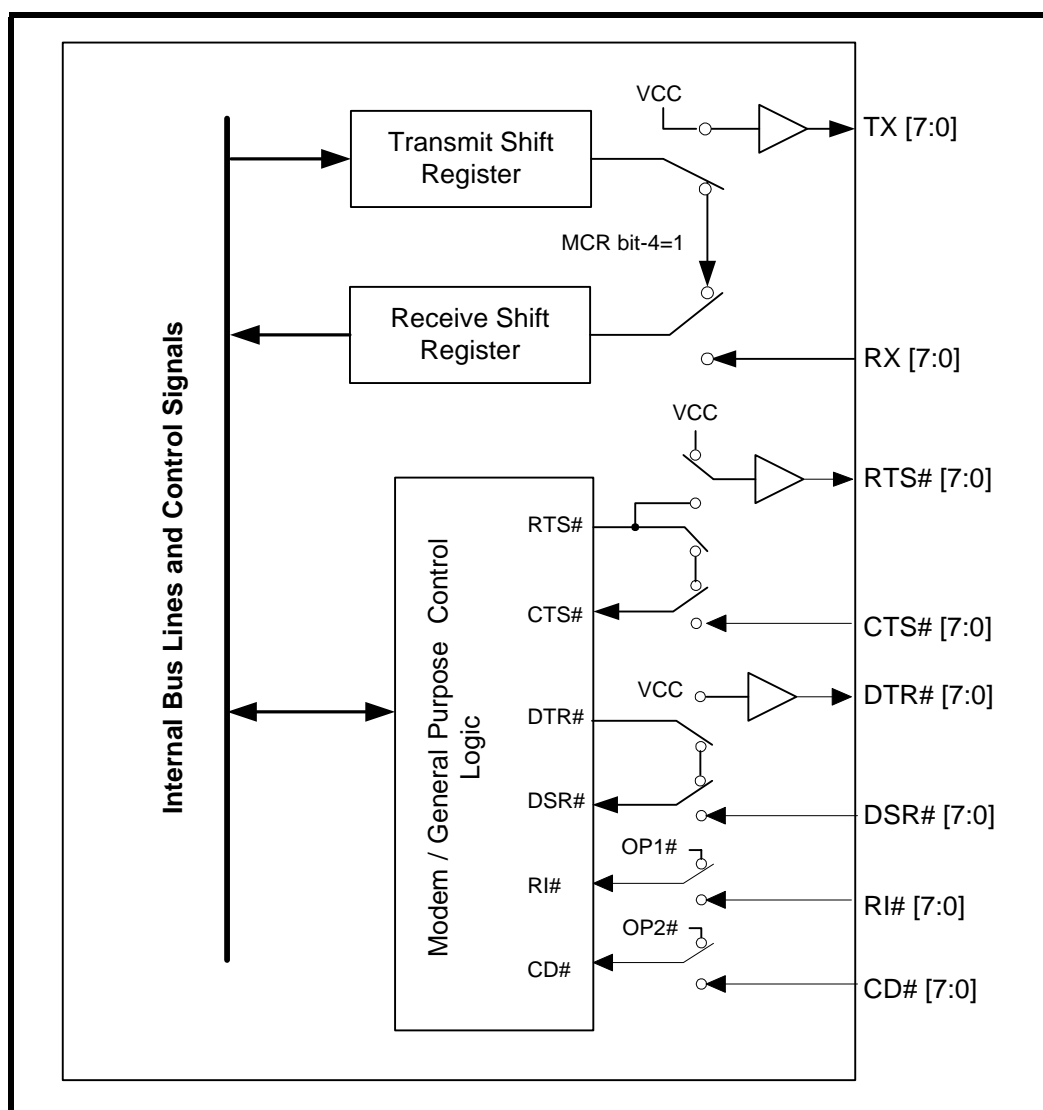 VCC
TX [7:0]
Transmit Shift
Register
MCR bit-4=1
Receive Shift
Register
RX [7:0]
Internal Bus Lines and Control Signals
VCC
RTS# [7:0]
Modem / General Purpose Control
Logic
RTS#
CTS#
CTS# [7:0]
VCC
DTR# [7:0]
DTR#
DSR#
DSR# [7:0]
OP1#
RI#
RI# [7:0]
OP2#
CD#
CD# [7:0]